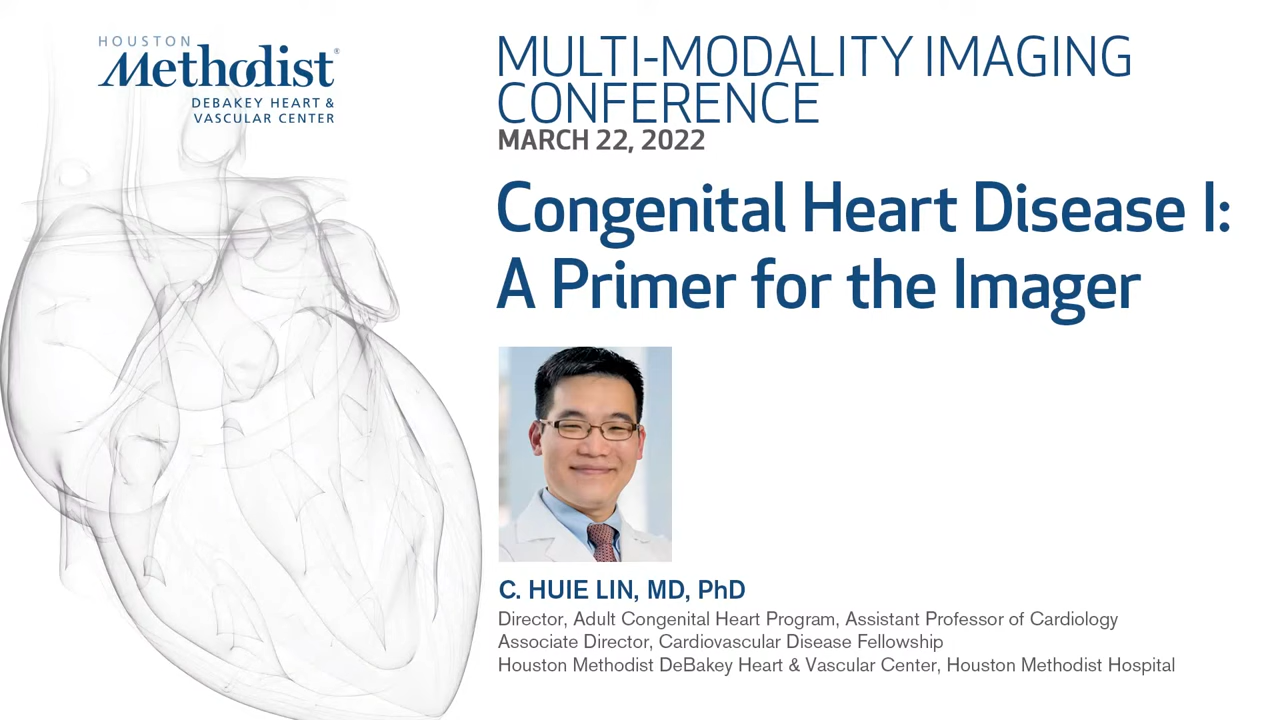 HOUSTON
Methodist®
DEBAKEY HEART &
VASCULAR CENTER
MULTI-MODALITY IMAGING
CONFERENCE
MARCH 22, 2022
Congenital Heart Disease I:
A Primer for the Imager
C. HUIE LIN, MD, PhD
Director, Adult Congenital Heart Program, Assistant Professor of Cardiology
Associate Director, Cardiovascular Disease Fellowship
Houston Methodist DeBakey Heart & Vascular Center, Houston Methodist Hospital